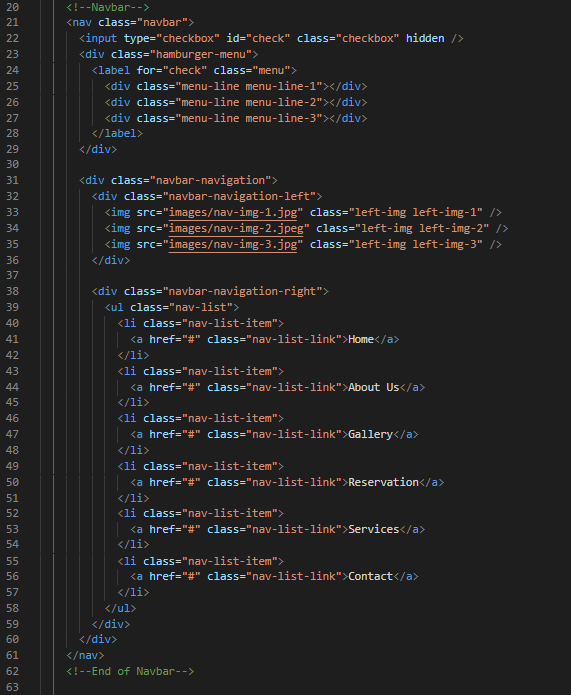 20 <!--Navbar-->
21 <nav class="navbar">
22 <input type="checkbox" id="check" class="checkbox" hidden />
23 <div class="hamburger-menu">
24 <label for="check" class="menu">
25 <div class="menu-line menu-line-1"></div>
26 <div class="menu-line menu-line-2"></div>
27 <div class="menu-line menu-line-3"></div>
28 </label>
29 </div>
30
31 <div class="navbar-navigation">
32 <div class="navbar-navigation-left">
33 <img src="images/nav-img-1.jpg" class="left-img left-img-1" />
34 <img src="images/nav-img-2.jpeg" class="left-img left-img-2" />
35 <img src="images/nav-img-3.jpg" class="left-img left-img-3" />
36 </div>
37
38 <div class="navbar-navigation-right">
39 <ul class="nav-list">
40 <li class="nav-list-item">
41 <a href="#" class="nav-list-link">Home</a>
42 </li>
43 <li class="nav-list-item">
44 <a href="#" class="nav-list-link">About Us</a>
45 </li>
46 <li class="nav-list-item">
47 <a href="#" class="nav-list-link">Gallery</a>
48 </li>
49 <li class="nav-list-item">
50 <a href="#" class="nav-list-link">Reservation</a>
51 </li>
52 <li class="nav-list-item">
53 <a href="#" class="nav-list-link">Services</a>
54 </li>
55 <li class="nav-list-item">
56 <a href="#" class="nav-list-link">Contact</a>
57 </li>
58 </ul>
59 </div>
60 </div>
61 </nav>
62 <!--End of Navbar-->
63